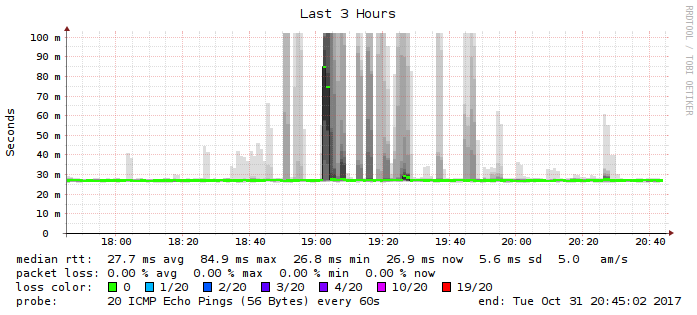 Last 3 Hours
RRDTOOL / TOBI OETIKER
Seconds
100 m
90 m
80 m
70 m
60 m
50 m
40 m
30 m
20 m
10 m
0
18:00 18:20 18:40 19:00 19:20 19:40 20:00 20:20 20:40
median rtt: 27.7 ms avg 84.9 ms max 26.8 ms min 26.9 ms now 5.6 ms sd 5.0 am/s
packet loss: 0.00 % avg 0.00 % max 0.00 % min 0.00 % now
loss color: 0 1/20 2/20 3/20 4/20 10/20 19/20
probe: 20 ICMP Echo Pings (56 Bytes) every 60s end: Tue Oct 31 20:45:02 2017